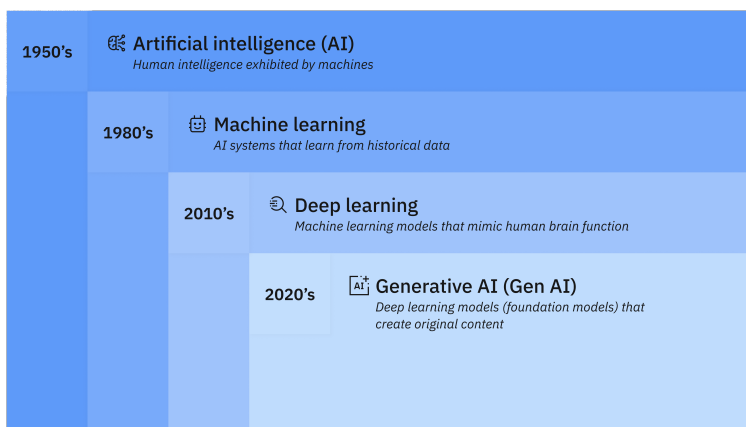 1950's
Artificial intelligence (AI)
Human intelligence exhibited by machines
1980's
Machine learning
AI systems that learn from historical data
2010's
Deep learning
Machine learning models that mimic human brain function
2020's
AI
Generative AI (Gen AI)
Deep learning models (foundation models) that
create original content